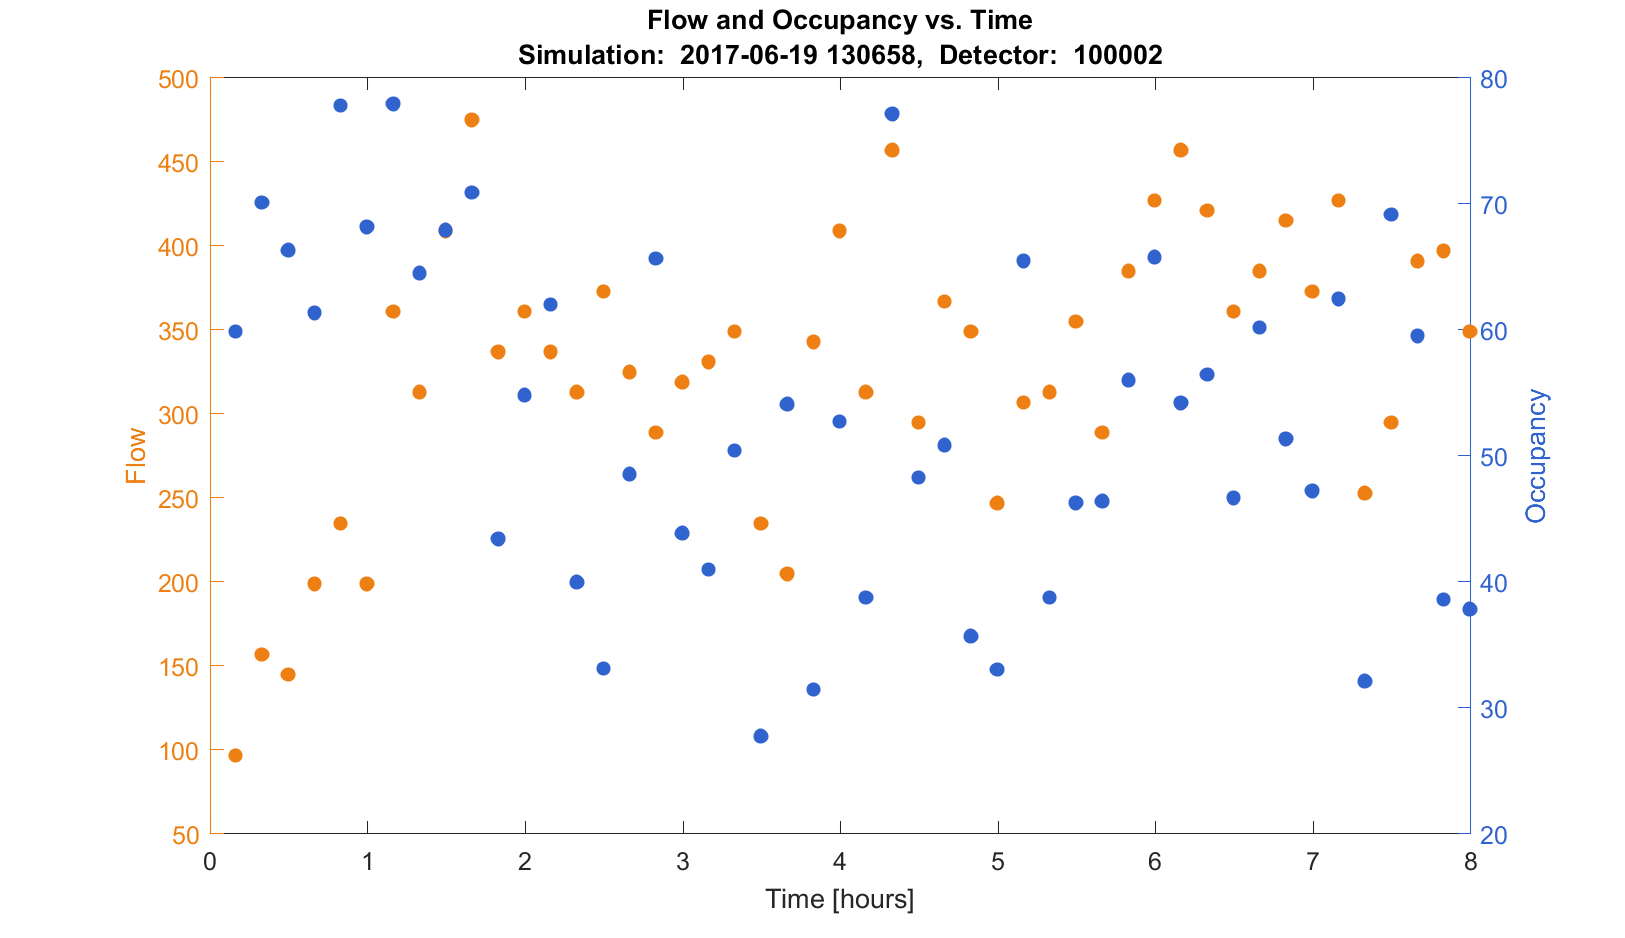 Flow and Occupancy vs. Time
Simulation:  2017-06-19 130658,  Detector:  100002
500
450
400
350
300
250
200
150
100
50
Flow
80
70
60
50
40
30
20
Occupancy
0 1 2 3 4 5 6 7 8
Time [hours]